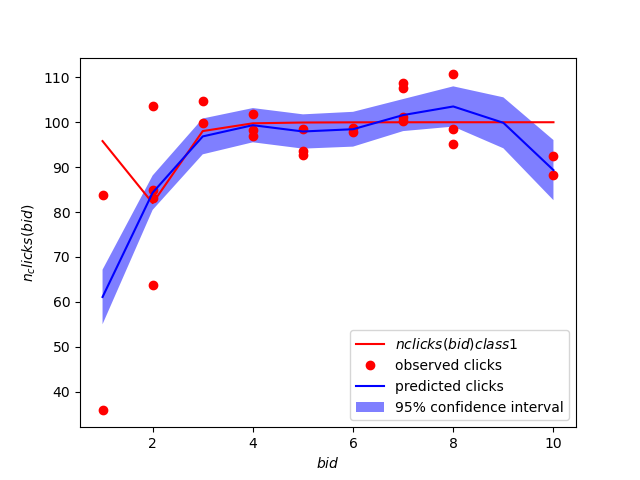 110
100
90
80
70
60
50
40
n_clicks(bid)
nclicks(bid)class1
observed clicks
predicted clicks
95% confidence interval
2 4 6 8 10
bid